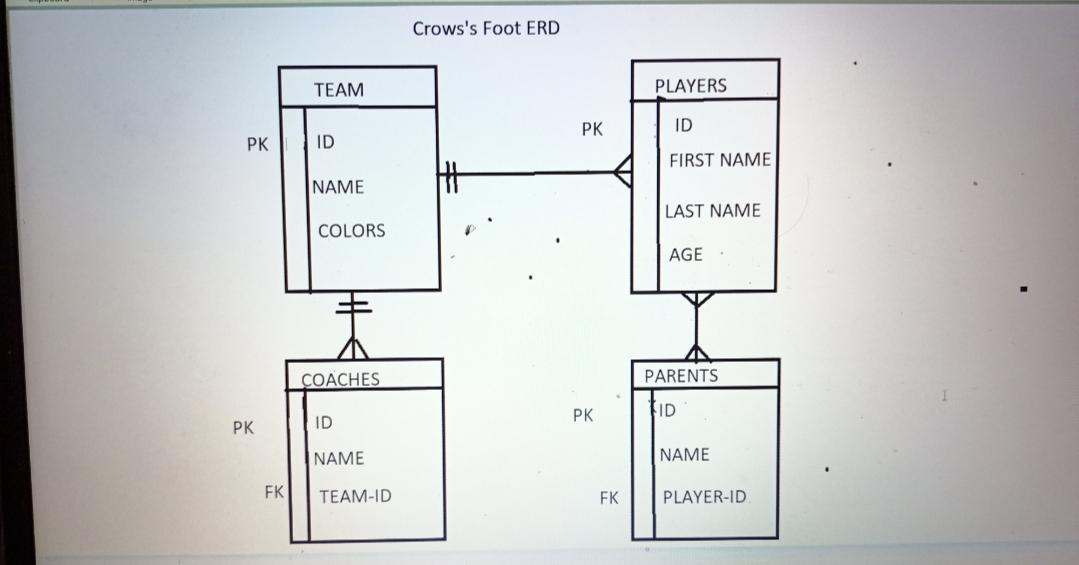 Crows's Foot ERD
TEAM
PK
ID
NAME
COLORS
PLAYERS
PK
ID
FIRST NAME
LAST NAME
AGE
COACHES
PK
ID
NAME
FK
TEAM-ID
PARENTS
PK
ID
NAME
FK
PLAYER-ID